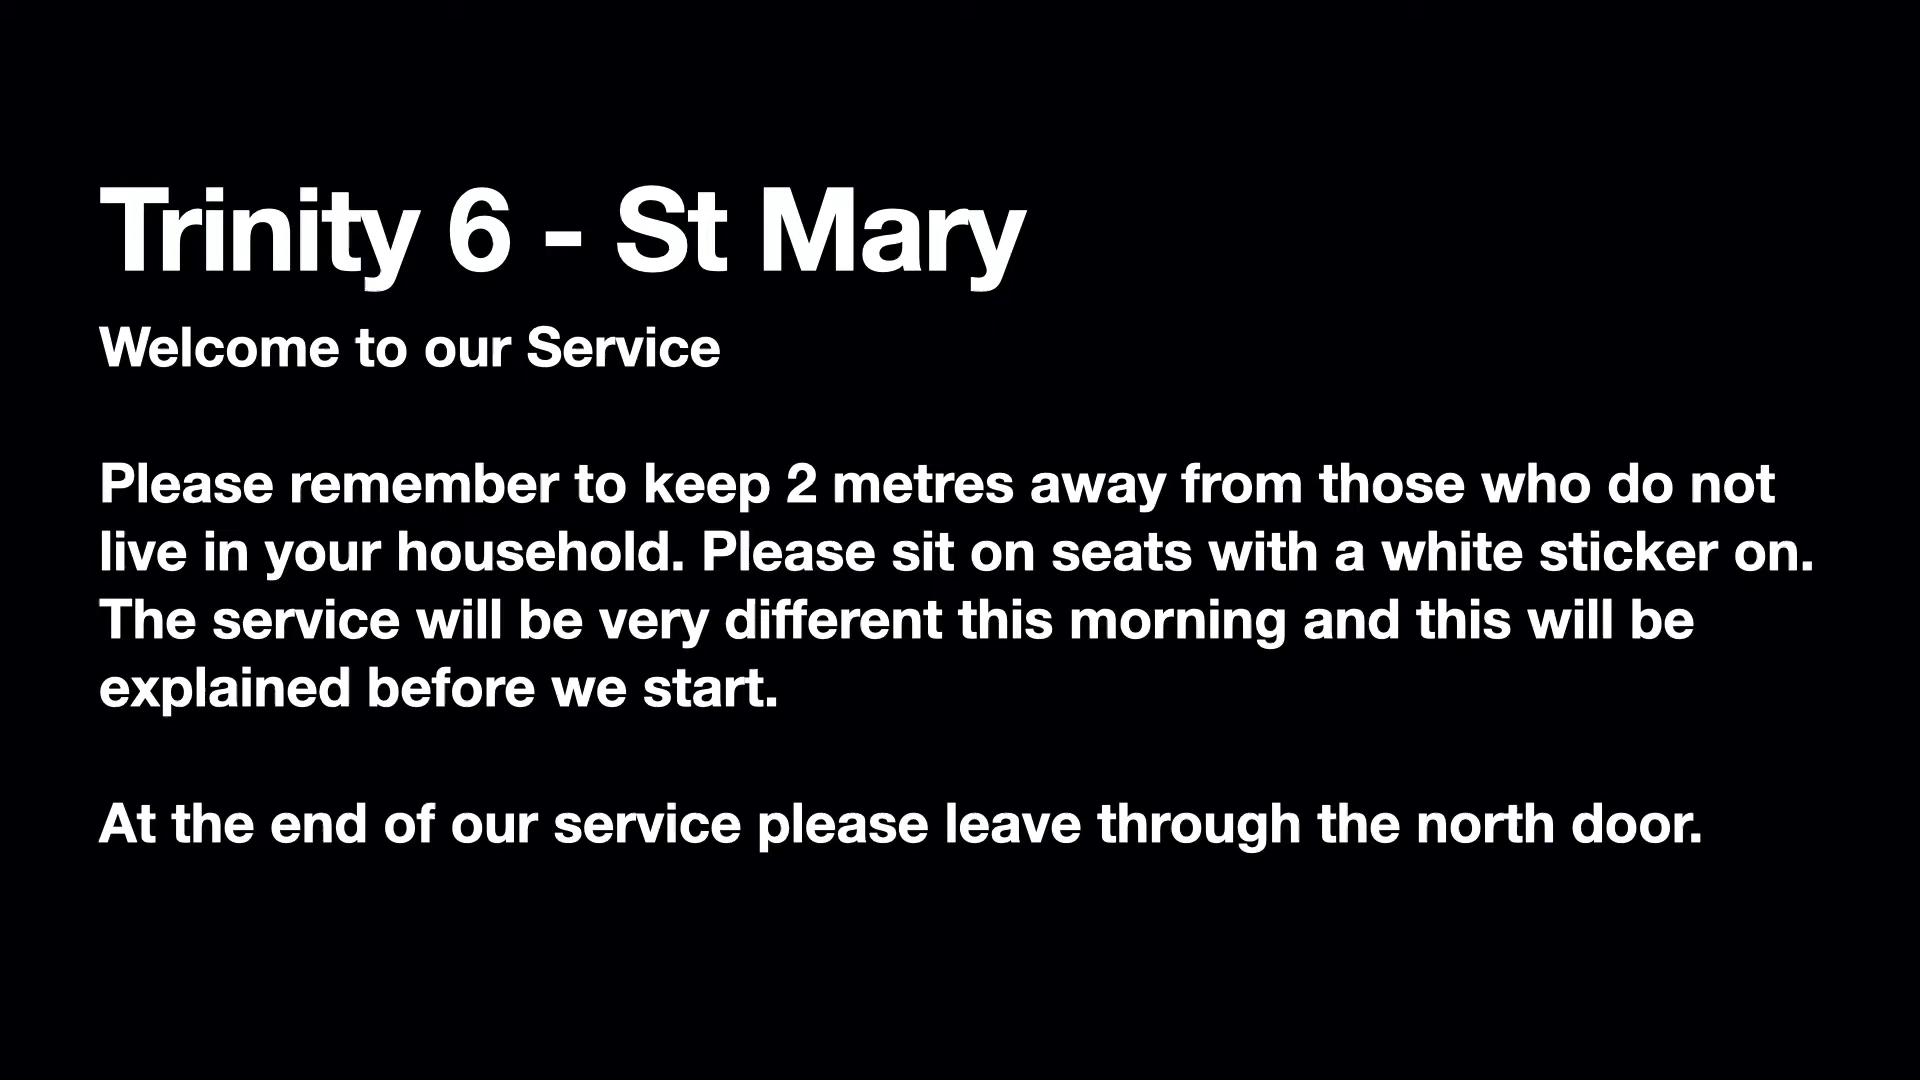 Trinity 6 - St Mary
Welcome to our Service
Please remember to keep 2 metres away from those who do not
live in your household. Please sit on seats with a white sticker on.
The service will be very different this morning and this will be
explained before we start.
At the end of our service please leave through the north door.